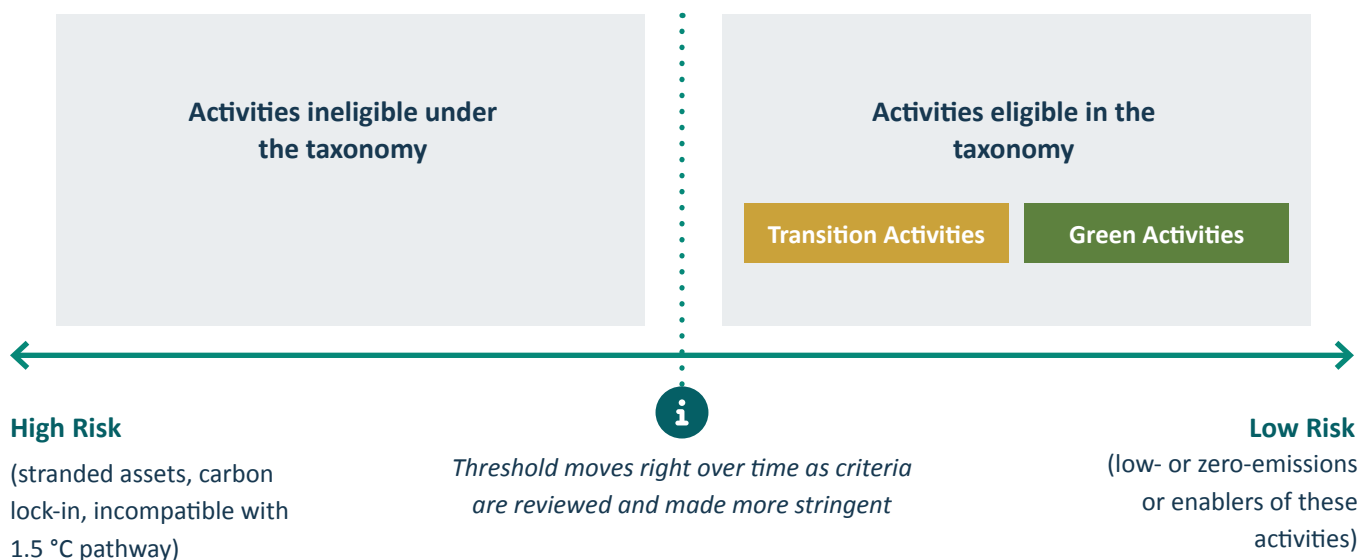 Activities ineligible under
the taxonomy
Activities eligible in the
taxonomy
Transition Activities
Green Activities
High Risk
(stranded assets, carbon
lock-in, incompatible with
1.5 °C pathway)
Threshold moves right over time as criteria
are reviewed and made more stringent
Low Risk
(low- or zero-emissions
or enablers of these
activities)